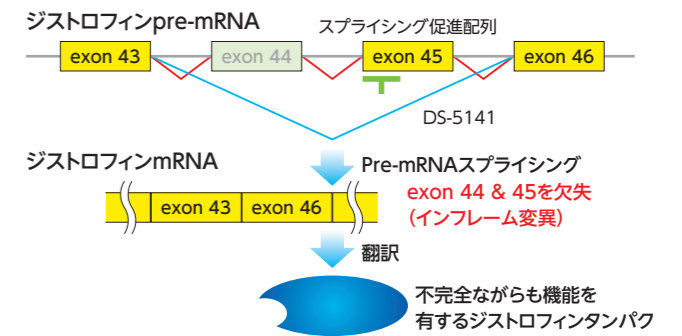 ジストロフィンpre-mRNA
スプライシング促進配列
exon 43 exon 44 exon 45 exon 46
DS-5141
ジストロフィンmRNA
Pre-mRNAスプライシング
exon 44 & 45を欠失
（インフレーム変異）
exon 43 exon 46
翻訳
不完全ながらも機能を
有するジストロフィンタンパク